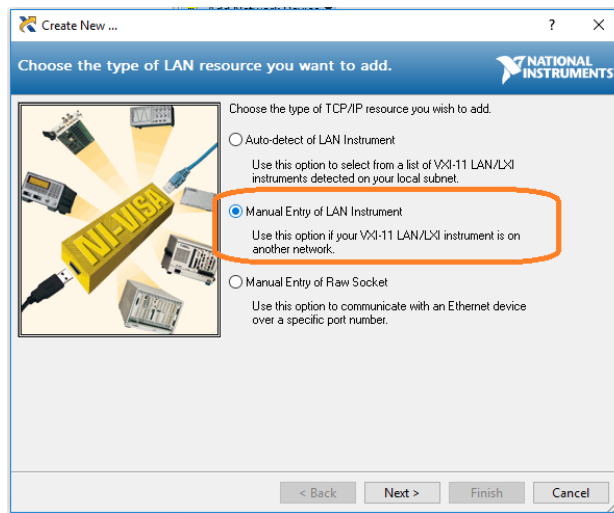 Create New ...
?
Choose the type of LAN resource you want to add.
NATIONAL
INSTRUMENTS
Choose the type of TCP/IP resource you wish to add.
Auto-detect of LAN Instrument
Use this option to select from a list of VXI-11 LAN/LXI
instruments detected on your local subnet.
Manual Entry of LAN Instrument
Use this option if your VXI-11 LAN/LXI instrument is on
another network.
Manual Entry of Raw Socket
Use this option to communicate with an Ethernet device
over a specific port number.
NI-VISA
< Back
Next >
Finish
Cancel